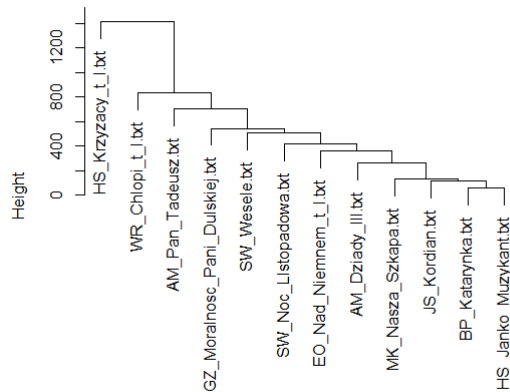 Height
1200
800
400
0
HS_Krzyzacy_t_I.txt
WR_Chlopi_t_I.txt
AM_Pan_Tadeusz.txt
GZ_Moralnosc_Pani_Dulskiej.txt
SW_Wesele.txt
SW_Noc_LIstopadowa.txt
EO_Nad_Niemnem_t_I.txt
AM_Dziady_III.txt
MK_Nasza_Szkapa.txt
JS_Kordian.txt
BP_Katarynka.txt
HS_Janko_Muzykant.txt